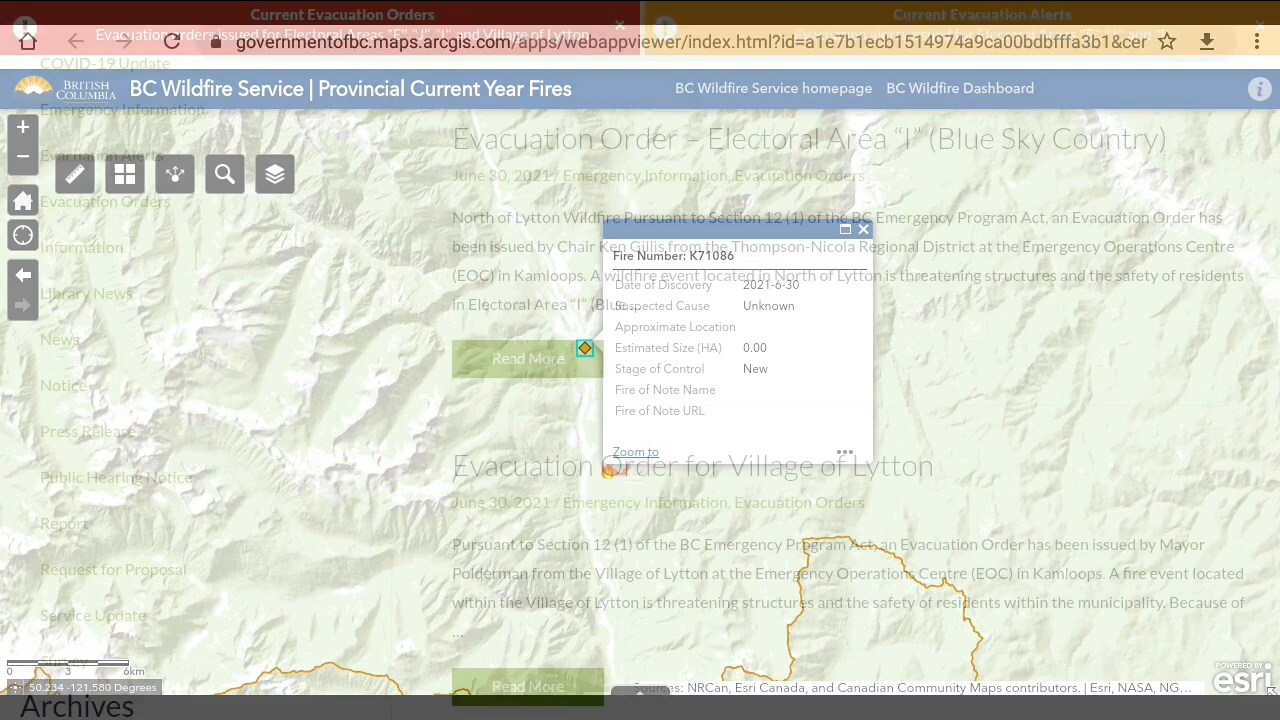 Current Evacuation Orders
Current Evacuation Alerts
Evacuation orders issued for Electoral Areas "E", "J", "I", and Village of Lytton
governmentofbc.maps.arcgis.com/apps/webappviewer/index.html?id=a1e7b1ecb1514974a9ca00bdbfffa3b1&cer
COVID-19 Update
BRITISH COLUMBIA
BC Wildfire Service | Provincial Current Year Fires
BC Wildfire Service homepage
BC Wildfire Dashboard
Emergency Information
Evacuation Alerts
Evacuation Orders
Information
Library News
News
Notice
Press Release
Public Hearing Notice
Report
Request for Proposal
Service Update
Survey
Archives
Evacuation Order – Electoral Area “I” (Blue Sky Country)
June 30, 2021 / Emergency Information, Evacuation Orders
North of Lytton Wildfire Pursuant to Section 12 (1) of the BC Emergency Program Act, an Evacuation Order has
been issued by Chair Ken Gillis from the Thompson-Nicola Regional District at the Emergency Operations Centre
(EOC) in Kamloops. A wildfire event located in North of Lytton is threatening structures and the safety of residents
in Electoral Area “I” (Blue ...
Read More
Fire Number: K71086
Date of Discovery 2021-6-30
Suspected Cause Unknown
Approximate Location
Estimated Size (HA) 0.00
Stage of Control New
Fire of Note Name
Fire of Note URL
Zoom to
Evacuation Order for Village of Lytton
June 30, 2021 / Emergency Information, Evacuation Orders
Pursuant to Section 12 (1) of the BC Emergency Program Act, an Evacuation Order has been issued by Mayor
Polderman from the Village of Lytton at the Emergency Operations Centre (EOC) in Kamloops. A fire event located
within the Village of Lytton is threatening structures and the safety of residents within the municipality. Because of
...
Read More
0 3 6km
50.234 -121.580 Degrees
Sources: NRCan, Esri Canada, and Canadian Community Maps contributors. | Esri, NASA, NG...
POWERED BY
esri